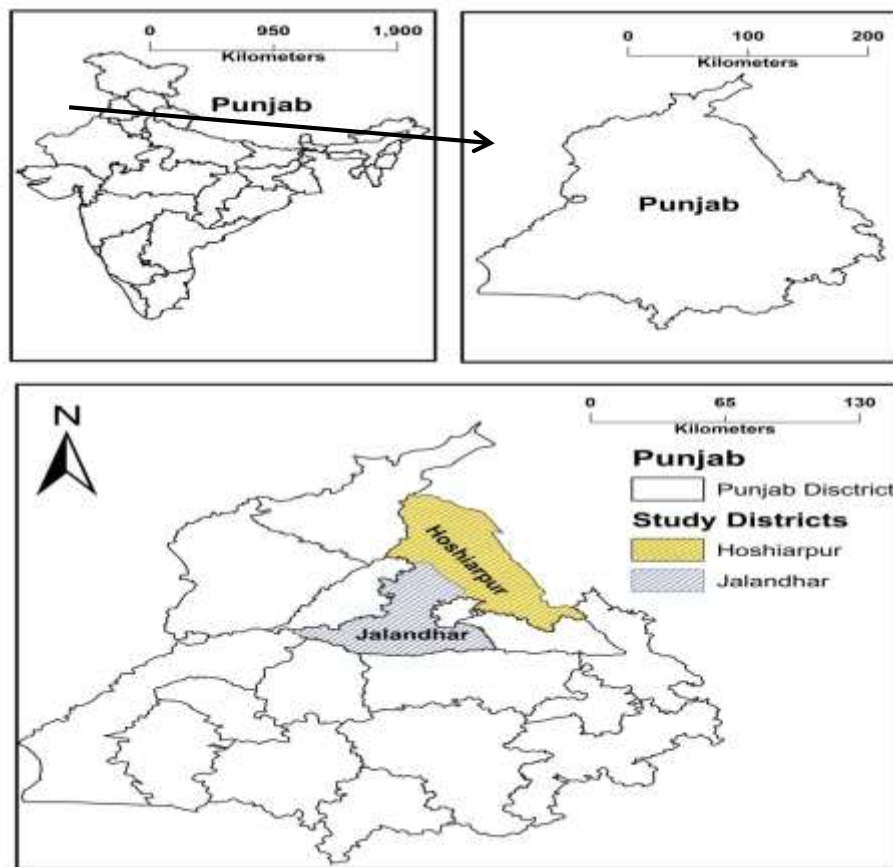 0 950 1,900
Kilometers
Punjab
0 100 200
Kilometers
Punjab
N
0 65 130
Kilometers
Punjab
Punjab Disctrict
Study Districts
Hoshiarpur
Jalandhar
Hoshiarpur
Jalandhar